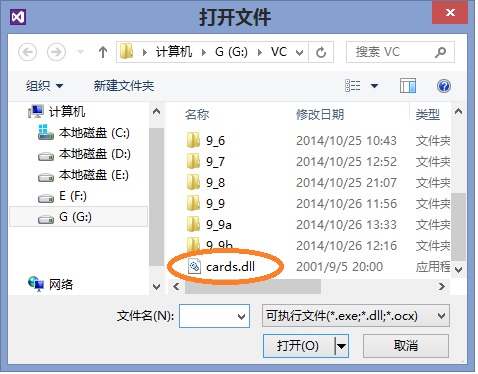 打开文件
计算机 G (G:) VC 搜索 VC
组织 新建文件夹
计算机
本地磁盘 (C:)
本地磁盘 (D:)
本地磁盘 (E:)
E (F:)
G (G:)
网络
名称 修改日期 类型
9_6 2014/10/25 10:43 文件夹
9_7 2014/10/25 12:52 文件夹
9_8 2014/10/25 21:07 文件夹
9_9 2014/10/26 11:56 文件夹
9_9a 2014/10/26 13:33 文件夹
9_9b 2014/10/26 12:16 文件夹
cards.dll 2001/9/5 20:00 应用程
文件名(N): 可执行文件(*.exe;*.dll;*.ocx)
打开(O) 取消